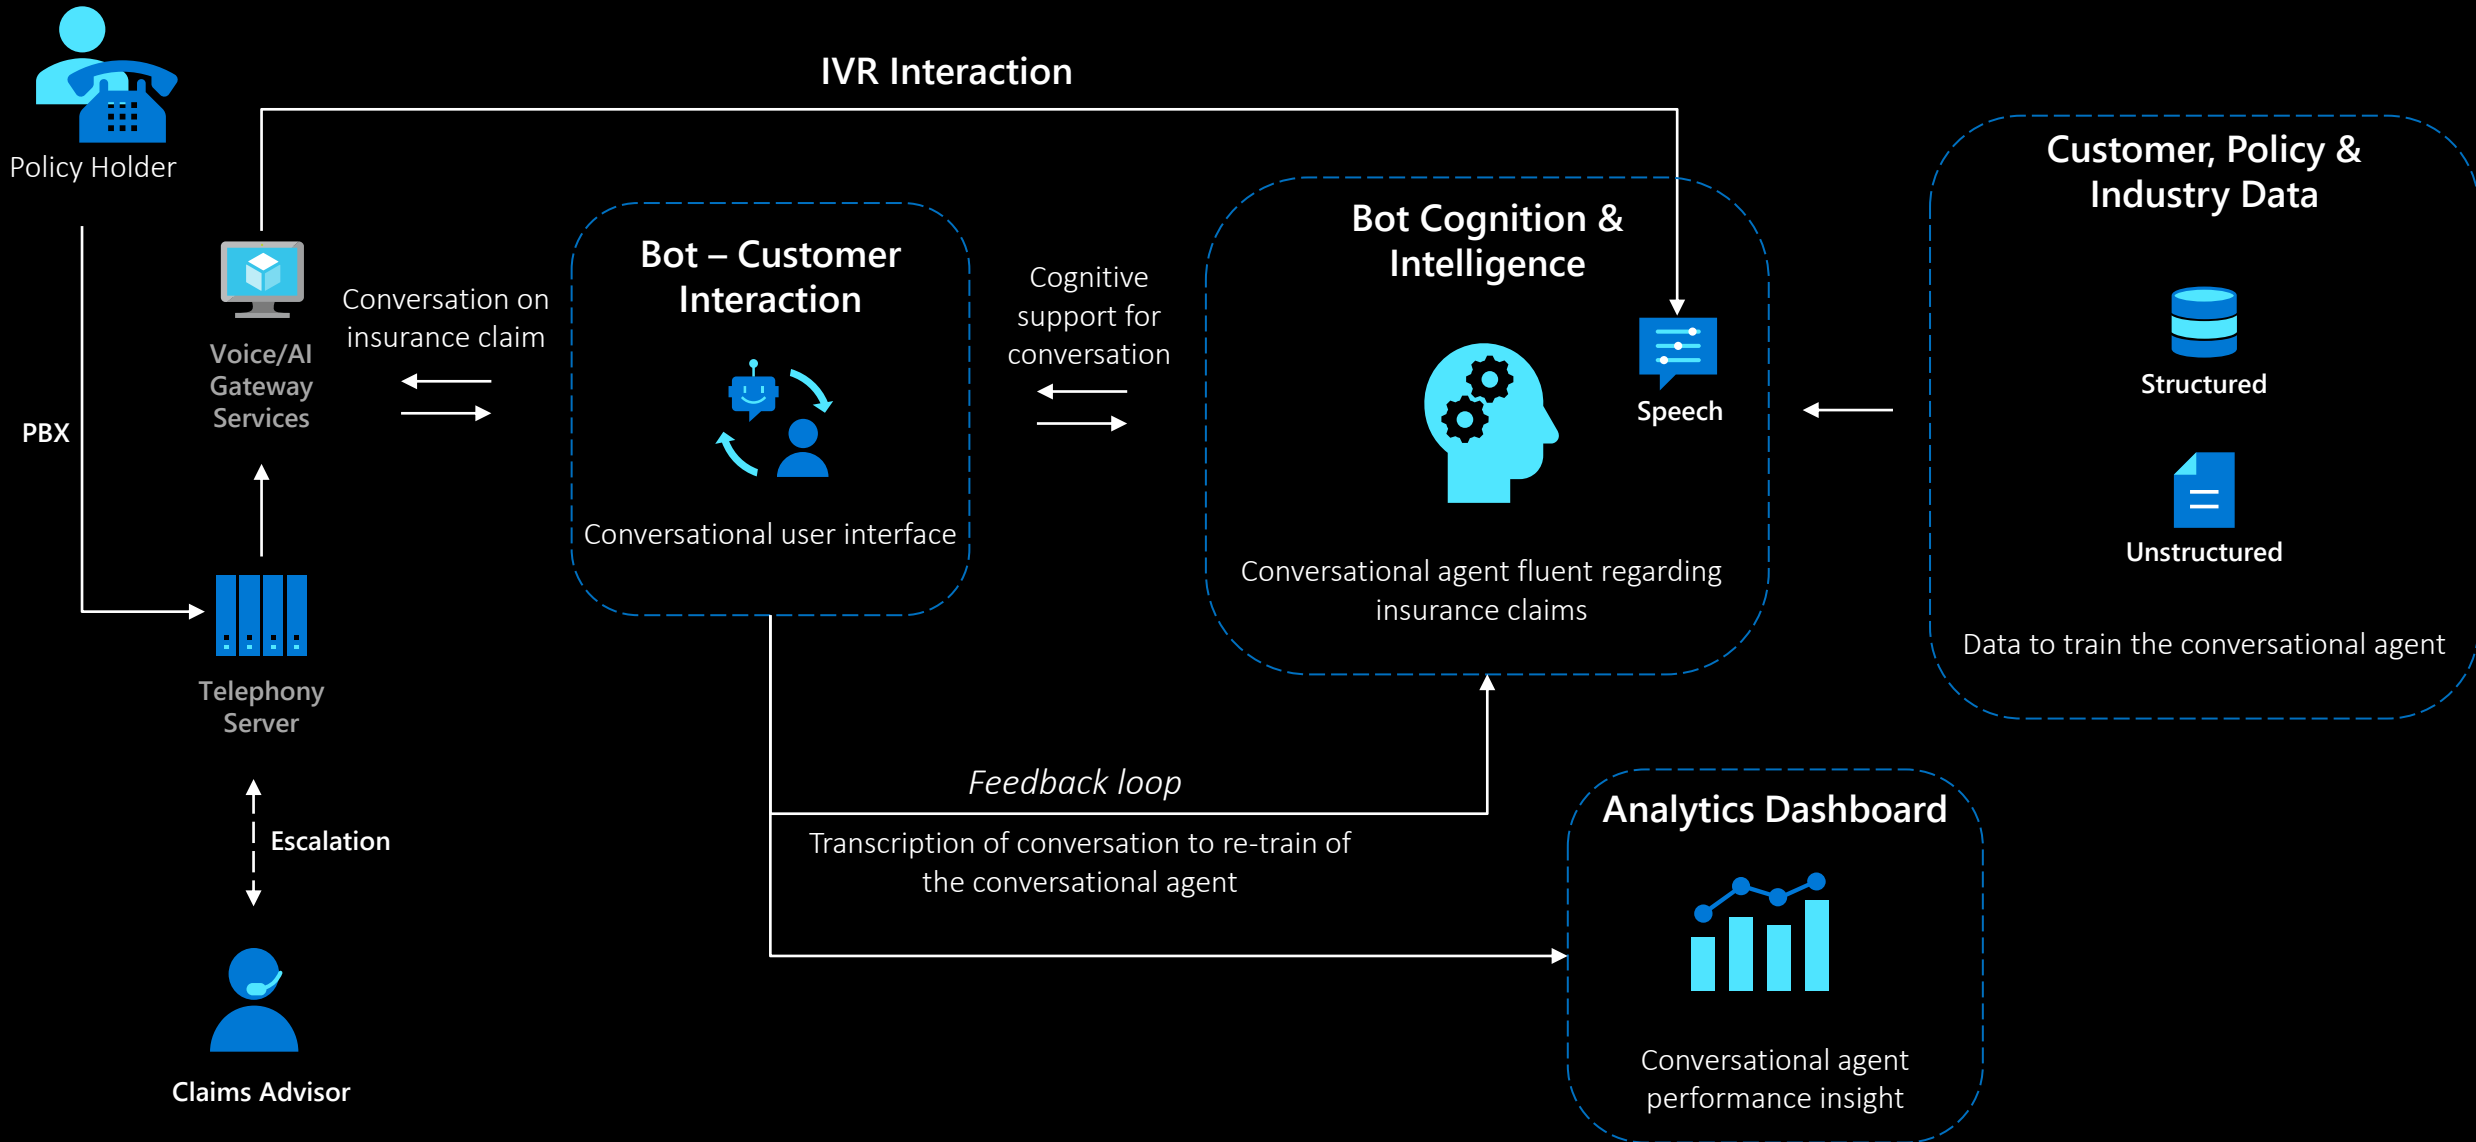 IVR Interaction
Policy Holder
PBX
Voice/AI
Gateway
Services
Telephony
Server
Escalation
Claims Advisor
Conversation on
insurance claim
Bot – Customer
Interaction
Conversational user interface
Cognitive
support for
conversation
Bot Cognition &
Intelligence
Speech
Conversational agent fluent regarding
insurance claims
Customer, Policy &
Industry Data
Structured
Unstructured
Data to train the conversational agent
Feedback loop
Transcription of conversation to re-train of
the conversational agent
Analytics Dashboard
Conversational agent
performance insight